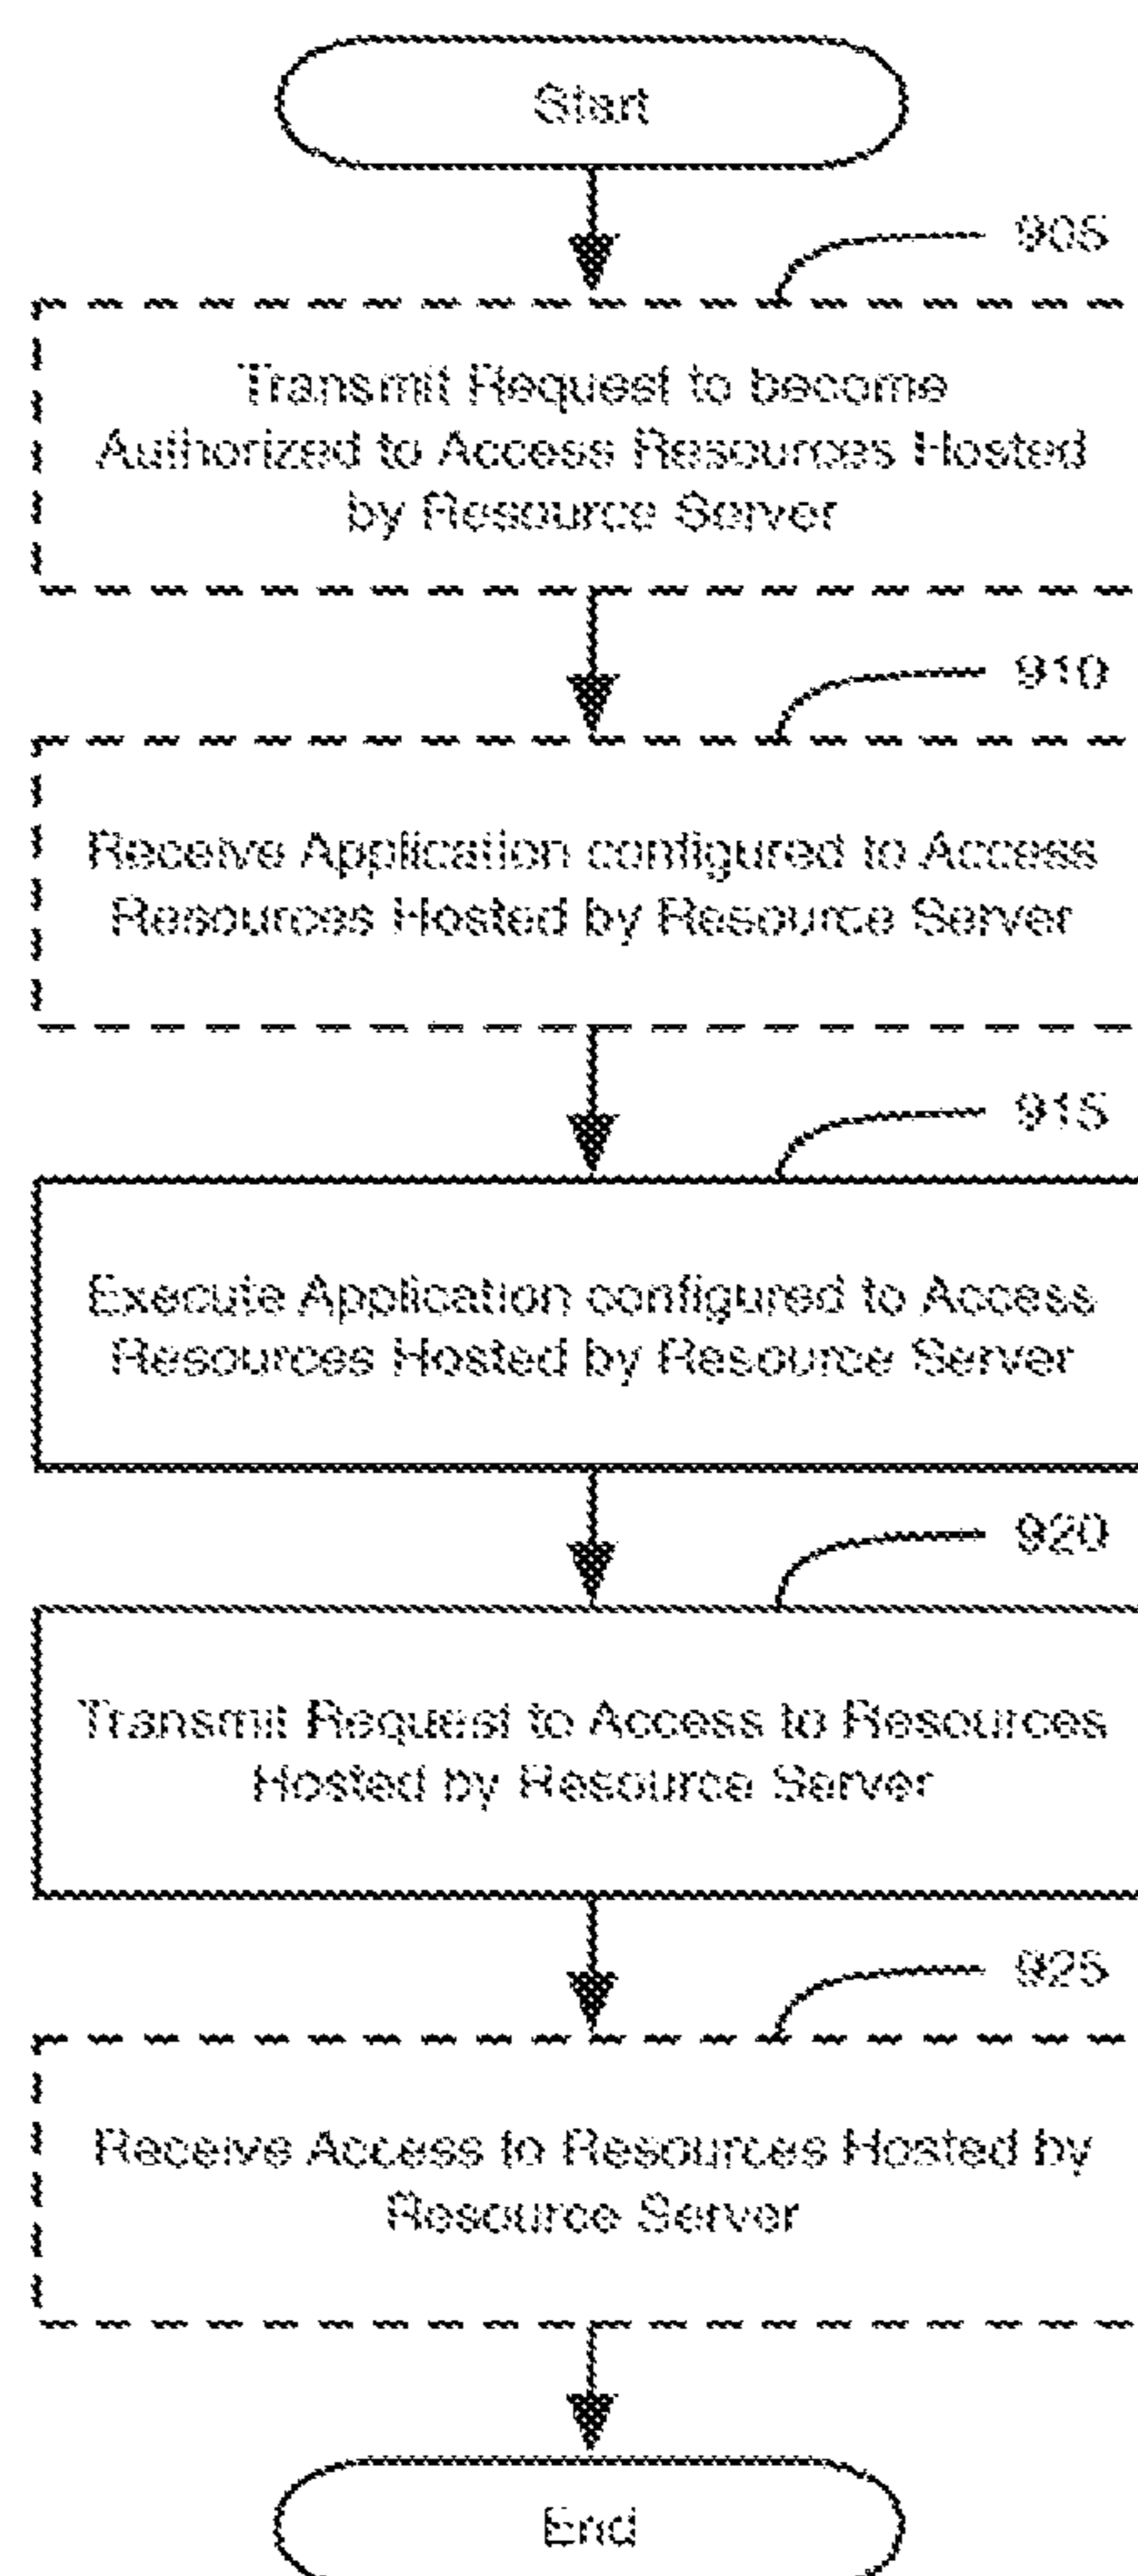 Start
905
Transmit Request to become
Authorized to Access Resources Hosted
by Resource Server
910
Receive Application configured to Access
Resources Hosted by Resource Server
915
Execute Application configured to Access
Resources Hosted by Resource Server
920
Transmit Request to Access to Resources
Hosted by Resource Server
925
Receive Access to Resources Hosted by
Resource Server
End